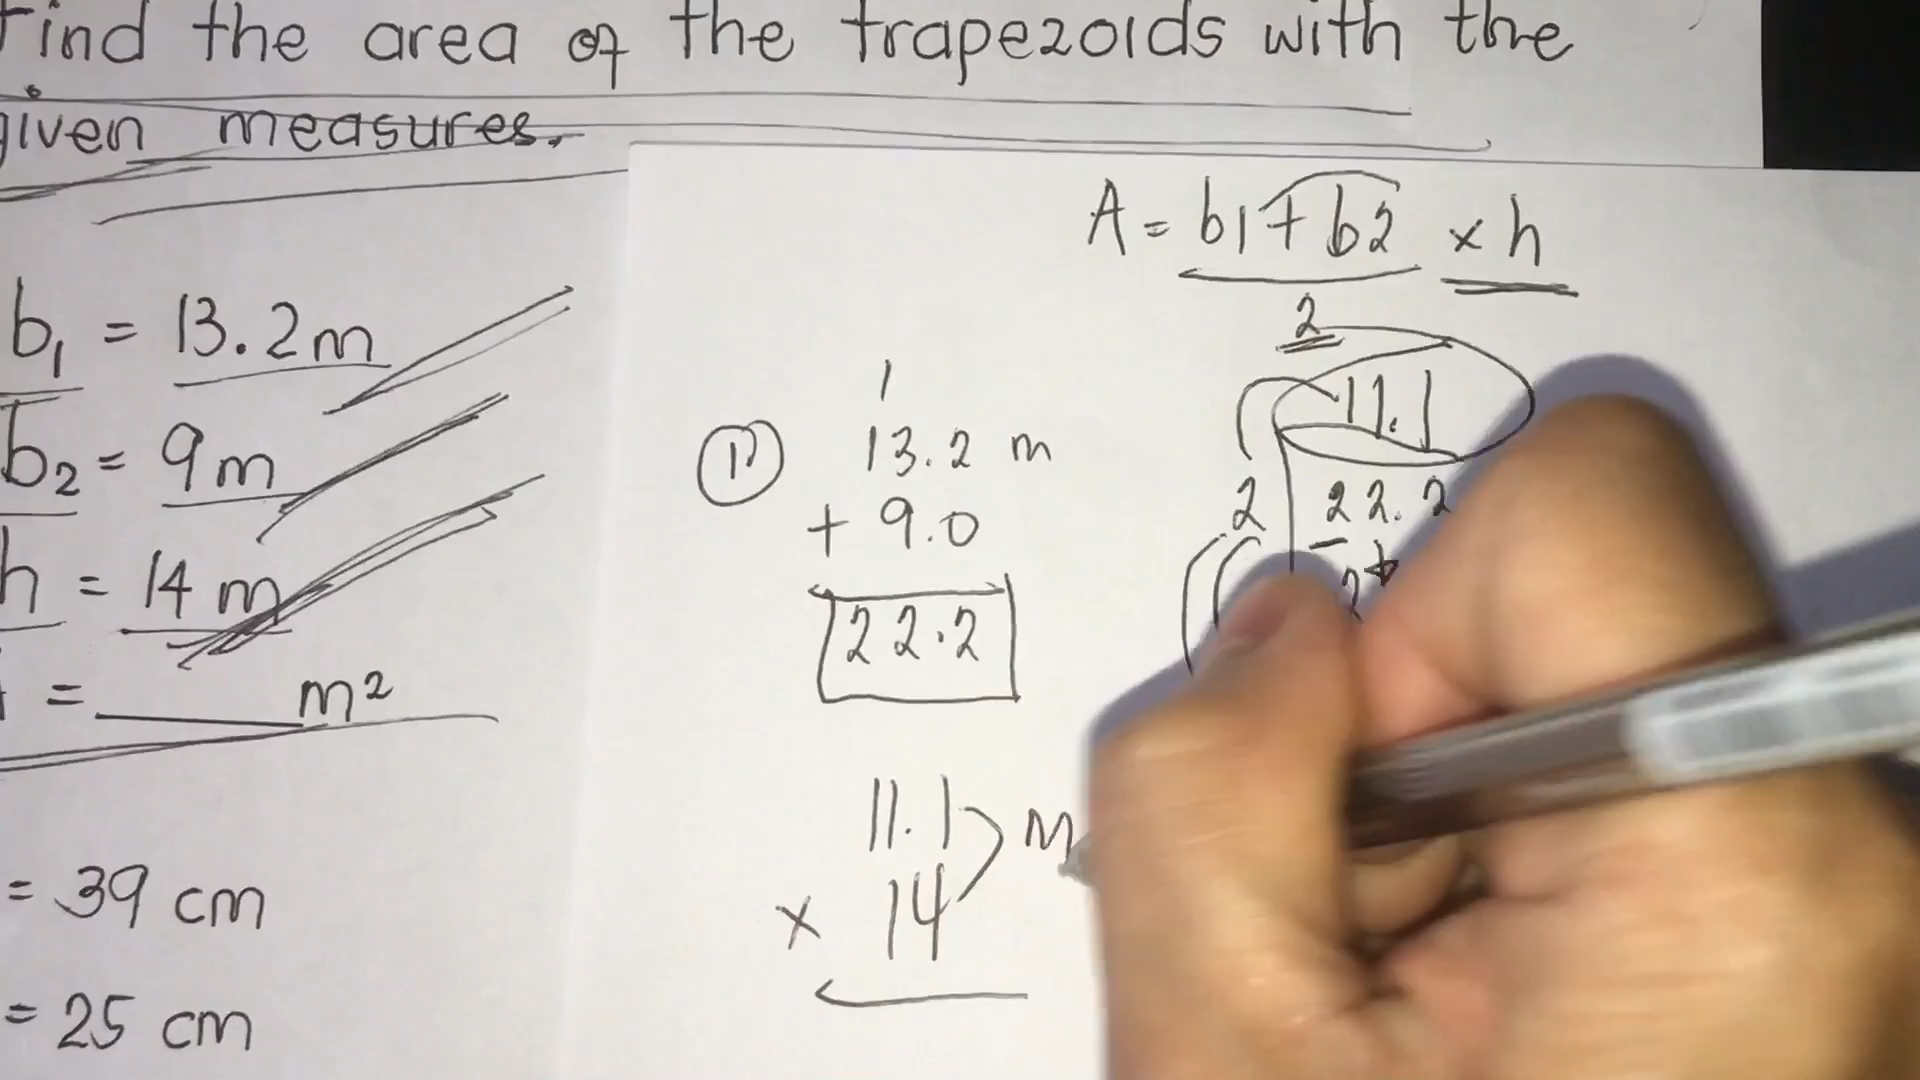 Find the area of the trapezoids with the
given measures.
b1 = 13.2m
b2 = 9m
h = 14 m
= ______ m²
= 39 cm
= 25 cm
A = b1 + b2 x h
2
1
1) 13.2 m
+ 9.0
22.2
11.1
2 22.2
2
11.1 m
x 14